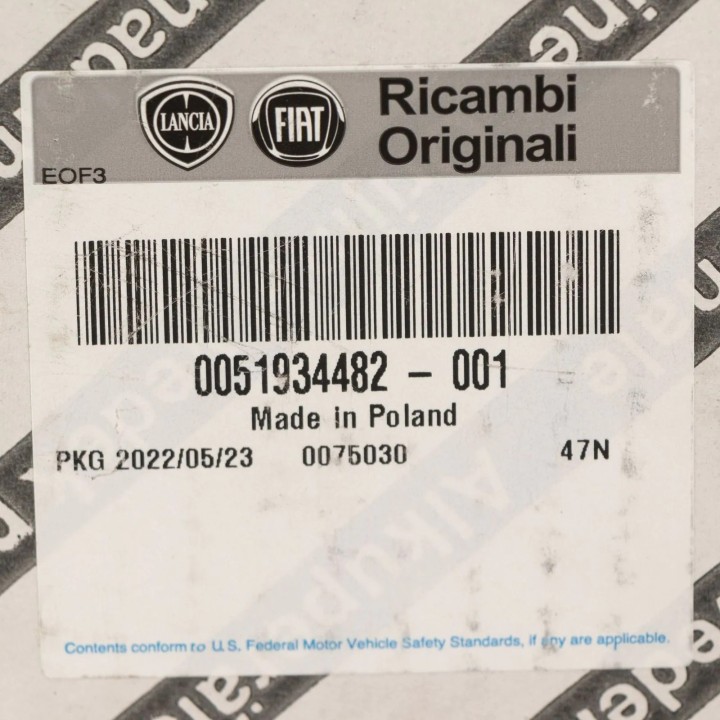 LANCIA
FIAT
Ricambi
Originali
EOF3
0051934482 - 001
Made in Poland
PKG 2022/05/23 0075030 47N
Contents conform to U.S. Federal Motor Vehicle Safety Standards, if any are applicable.